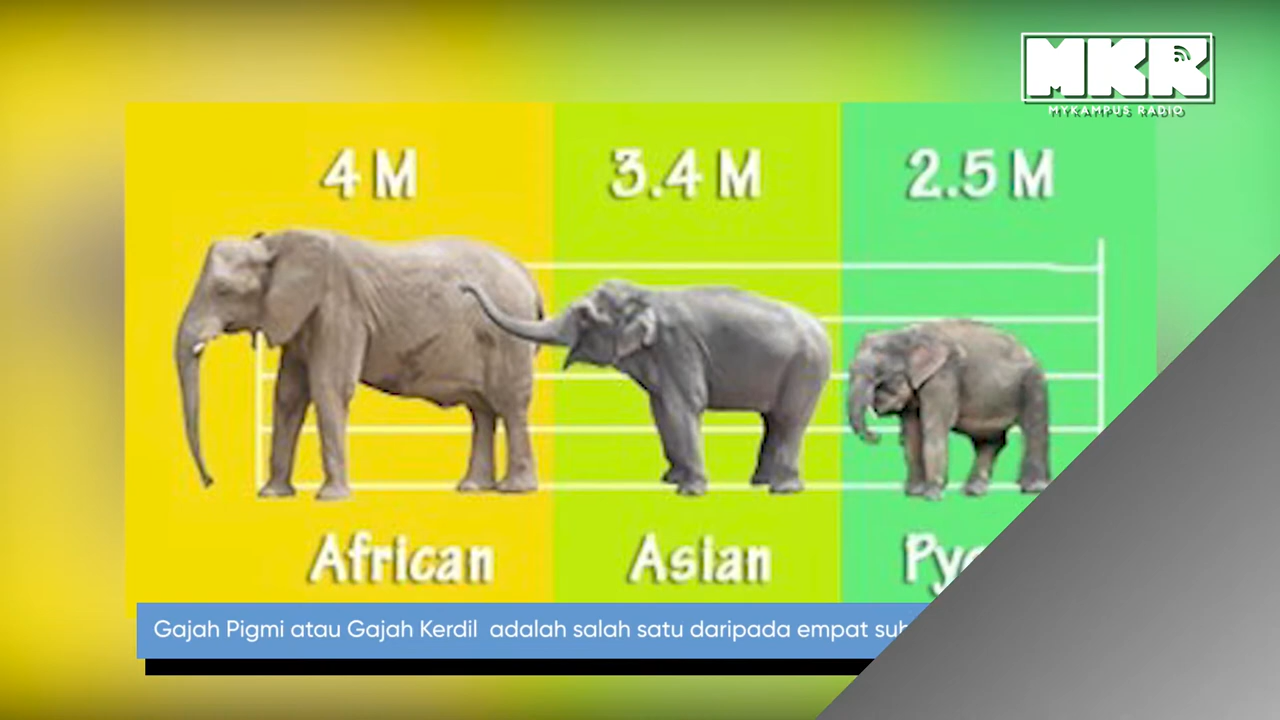 MKR
MYKAMPUS RADIO
4 M
3.4 M
2.5 M
African
Asian
Gajah Pigmi atau Gajah Kerdil adalah salah satu daripada empat